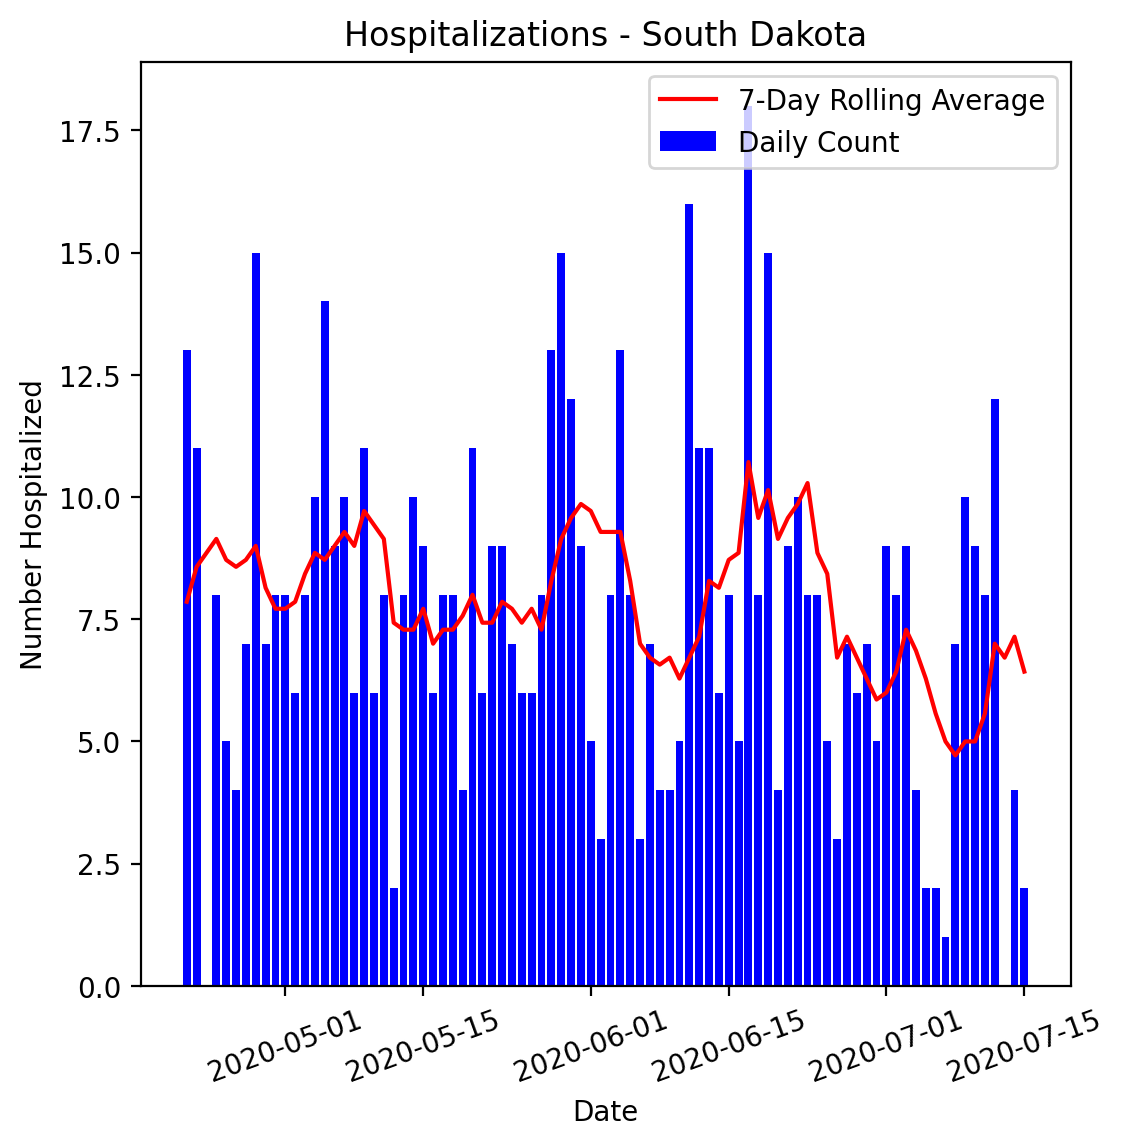 Hospitalizations - South Dakota
7-Day Rolling Average
Daily Count
17.5
15.0
12.5
10.0
7.5
5.0
2.5
0.0
Number Hospitalized
2020-05-01
2020-05-15
2020-06-01
2020-06-15
2020-07-01
2020-07-15
Date